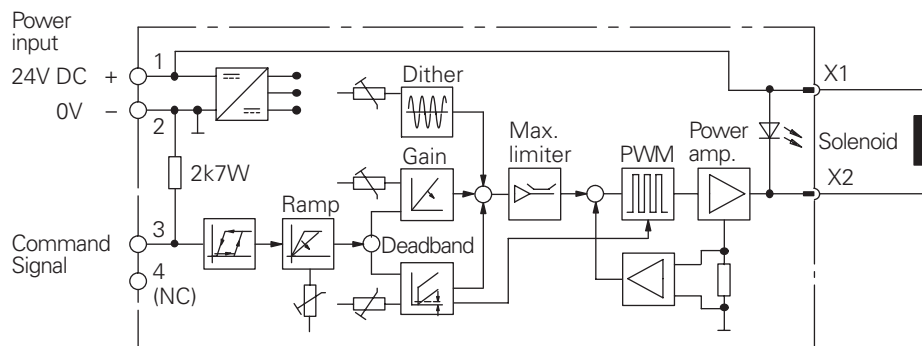 Power
input
24V DC +
1
0V –
2
2k7W
Command
Signal
3
4
(NC)
Ramp
Dither
Gain
Deadband
Max.
limiter
PWM
Power
amp.
X1
Solenoid
X2